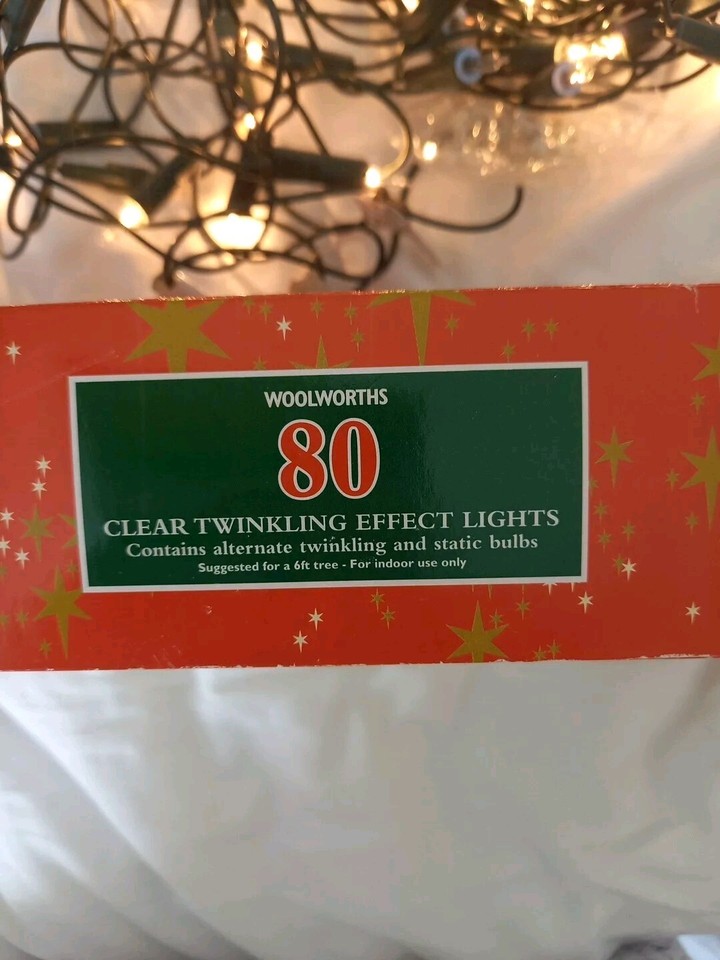 WOOLWORTHS
80
CLEAR TWINKLING EFFECT LIGHTS
Contains alternate twinkling and static bulbs
Suggested for a 6ft tree - For indoor use only